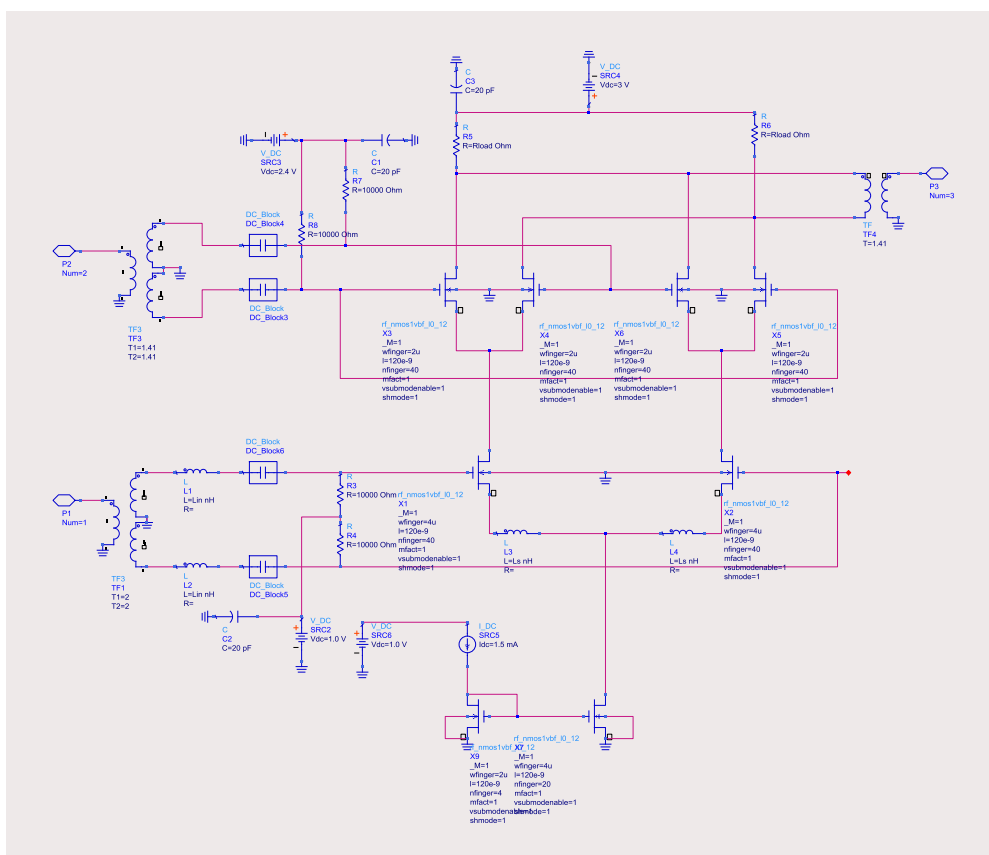 C
C3
C=20 pF
V_DC
SRC4
Vdc=3 V
R
R5
R=Rload Ohm
R
R6
R=Rload Ohm
V_DC
SRC3
Vdc=2.4 V
C
C1
C=20 pF
R
R7
R=10000 Ohm
P3
Num=3
DC_Block
DC_Block4
R
R8
R=10000 Ohm
TF
TF4
T=1.41
P2
Num=2
DC_Block
DC_Block3
TF3
TF3
T1=1.41
T2=1.41
rf_nmos1vbf_l0_12
X3
_M=1
wfinger=2u
l=120e-9
nfinger=40
mfact=1
vsubmodenable=1
shmode=1
rf_nmos1vbf_l0_12
X4
_M=1
wfinger=2u
l=120e-9
nfinger=40
mfact=1
vsubmodenable=1
shmode=1
rf_nmos1vbf_l0_12
X6
_M=1
wfinger=2u
l=120e-9
nfinger=40
mfact=1
vsubmodenable=1
shmode=1
rf_nmos1vbf_l0_12
X5
_M=1
wfinger=2u
l=120e-9
nfinger=40
mfact=1
vsubmodenable=1
shmode=1
DC_Block
DC_Block6
L
L1
L=Lin nH
R=
R
R3
R=10000 Ohm
P1
Num=1
R
R4
R=10000 Ohm
rf_nmos1vbf_l0_12
X1
_M=1
wfinger=4u
l=120e-9
nfinger=40
mfact=1
vsubmodenable=1
shmode=1
L
L3
L=Ls nH
R=
L
L4
L=Ls nH
R=
rf_nmos1vbf_l0_12
X2
_M=1
wfinger=4u
l=120e-9
nfinger=40
mfact=1
vsubmodenable=1
shmode=1
TF3
TF1
T1=2
T2=2
L
L2
L=Lin nH
R=
DC_Block
DC_Block5
C
C2
C=20 pF
V_DC
SRC2
Vdc=1.0 V
V_DC
SRC6
Vdc=1.0 V
I_DC
SRC5
Idc=1.5 mA
rf_nmos1vbf_l0_12
X9
_M=1
wfinger=2u
l=120e-9
nfinger=4
mfact=1
vsubmodenable=1
shmode=1
rf_nmos1vbf_l0_12
X7
_M=1
wfinger=4u
l=120e-9
nfinger=20
mfact=1
vsubmodenable=1
shmode=1